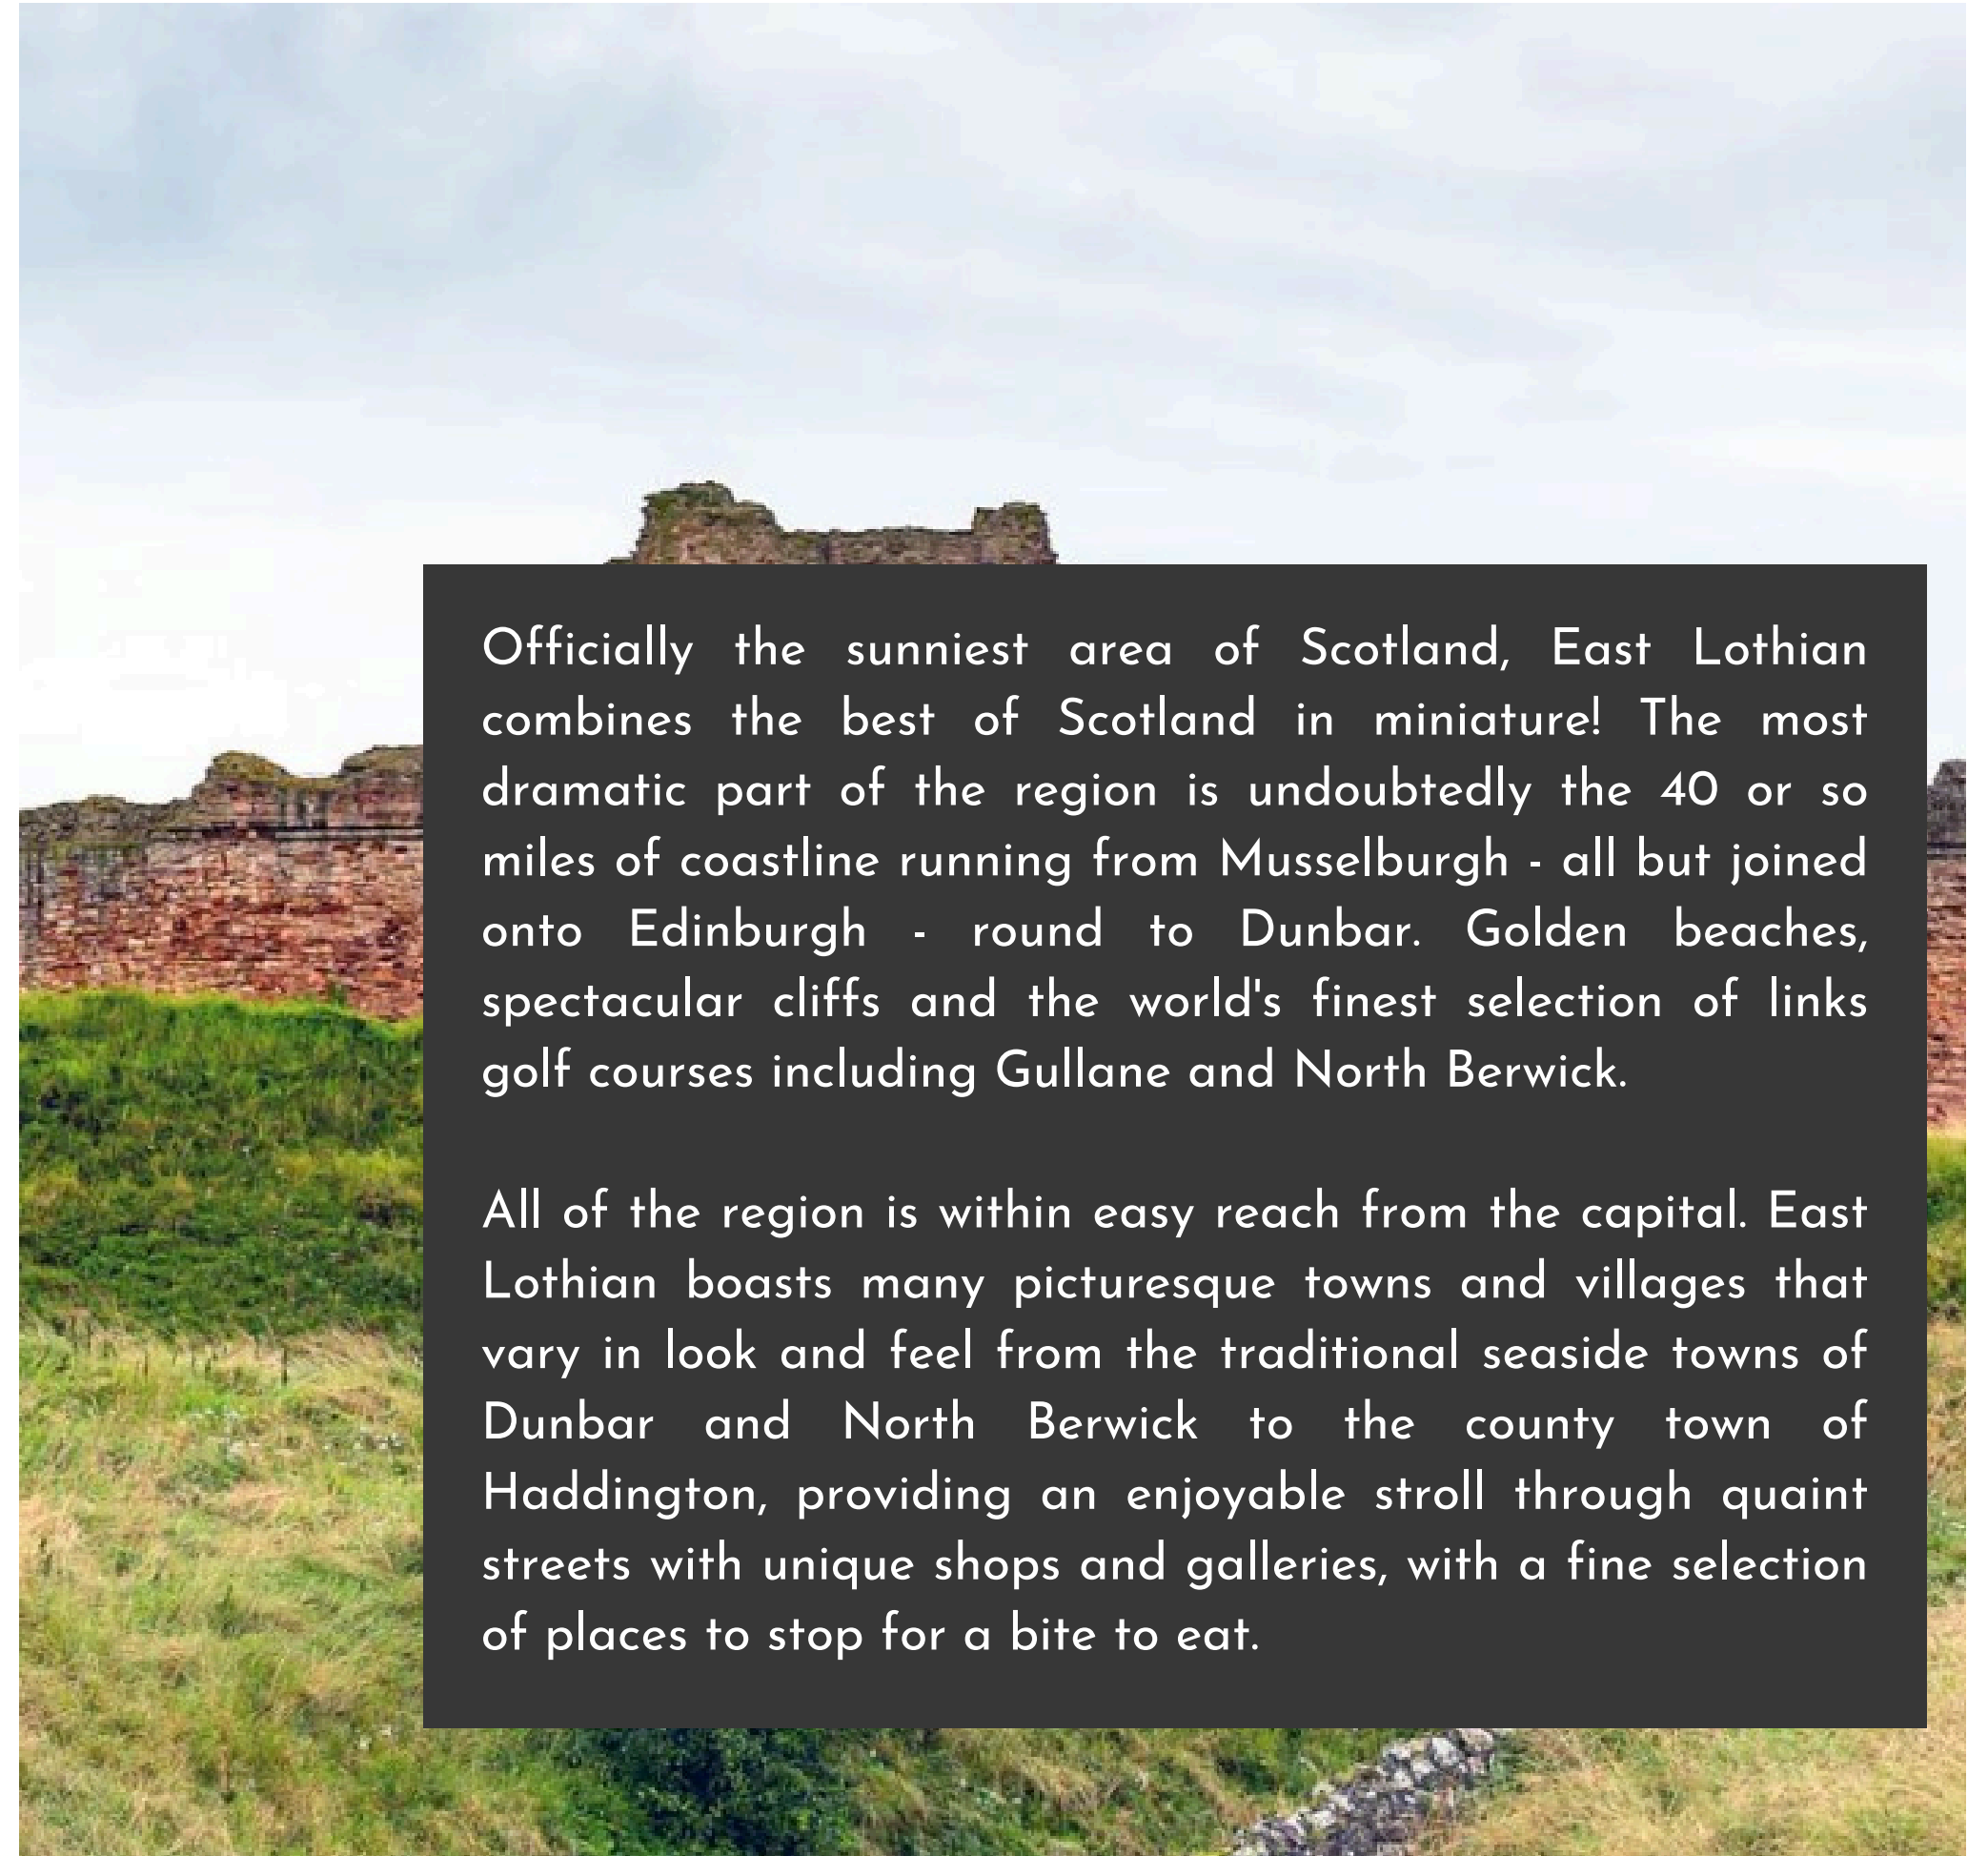 Officially the sunniest area of Scotland, East Lothian
combines the best of Scotland in miniature! The most
dramatic part of the region is undoubtedly the 40 or so
miles of coastline running from Musselburgh - all but joined
onto Edinburgh - round to Dunbar. Golden beaches,
spectacular cliffs and the world's finest selection of links
golf courses including Gullane and North Berwick.
All of the region is within easy reach from the capital. East
Lothian boasts many picturesque towns and villages that
vary in look and feel from the traditional seaside towns of
Dunbar and North Berwick to the county town of
Haddington, providing an enjoyable stroll through quaint
streets with unique shops and galleries, with a fine selection
of places to stop for a bite to eat.